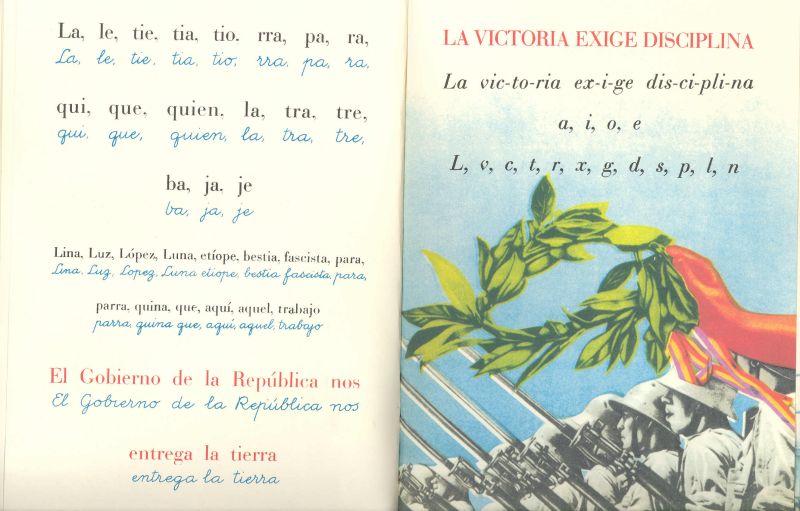 La, le, tie, tia, tio. rra, pa, ra,
La, le, tie, tia, tio, rra, pa, ra,
qui, que, quien, la, tra, tre,
qui, que, quien, la, tra, tre,
ba, ja, je
ba, ja, je
Lina, Luz, López, Luna, etíope, bestia, fascista, para,
Lina, Luz, Lopez, Luna etiope, bestia fascista, para,
parra, quina, que, aquí, aquel, trabajo
parra, quina que, aquí, aquel, trabajo
El Gobierno de la República nos
El Gobierno de la República nos
entrega la tierra
entrega la tierra
LA VICTORIA EXIGE DISCIPLINA
La vic-to-ria ex-i-ge dis-ci-pli-na
a, i, o, e
L, v, c, t, r, x, g, d, s, p, l, n